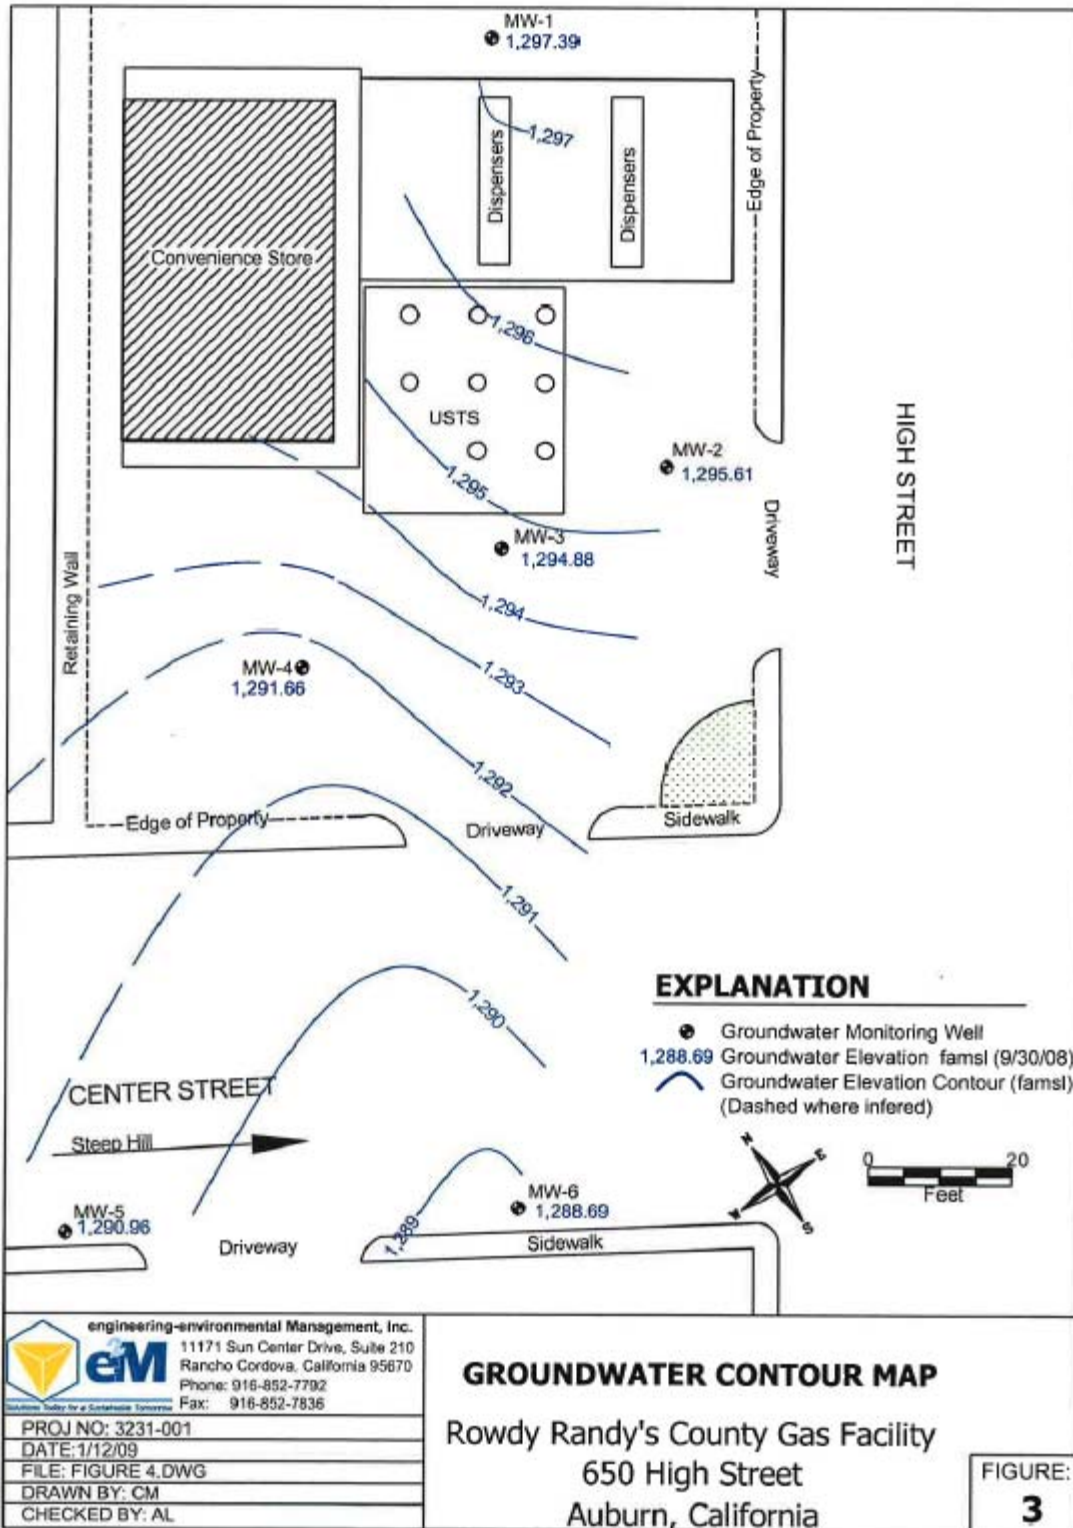 MW-1
1,297.39
Edge of Property
1,297
Dispensers
Dispensers
Convenience Store
1,296
USTS
HIGH STREET
MW-2
1,295.61
1,295
Driveway
MW-3
1,294.88
Retaining Wall
1,294
MW-4
1,291.66
1,293
1,292
Edge of Property
Driveway
Sidewalk
1,291
EXPLANATION
1,290
Groundwater Monitoring Well
1,288.69 Groundwater Elevation famsl (9/30/08)
Groundwater Elevation Contour (famsl)
(Dashed where infered)
CENTER STREET
Steep Hill
N
E
S
W
0 20
Feet
MW-5
1,290.96
MW-6
1,288.69
1,289
Driveway
Sidewalk
engineering-environmental Management, Inc.
e²M
11171 Sun Center Drive, Suite 210
Rancho Cordova, California 95670
Phone: 916-852-7792
Fax: 916-852-7836
Solutions Today for a Sustainable Tomorrow
PROJ NO: 3231-001
DATE:1/12/09
FILE: FIGURE 4.DWG
DRAWN BY: CM
CHECKED BY: AL
GROUNDWATER CONTOUR MAP
Rowdy Randy's County Gas Facility
650 High Street
Auburn, California
FIGURE:
3